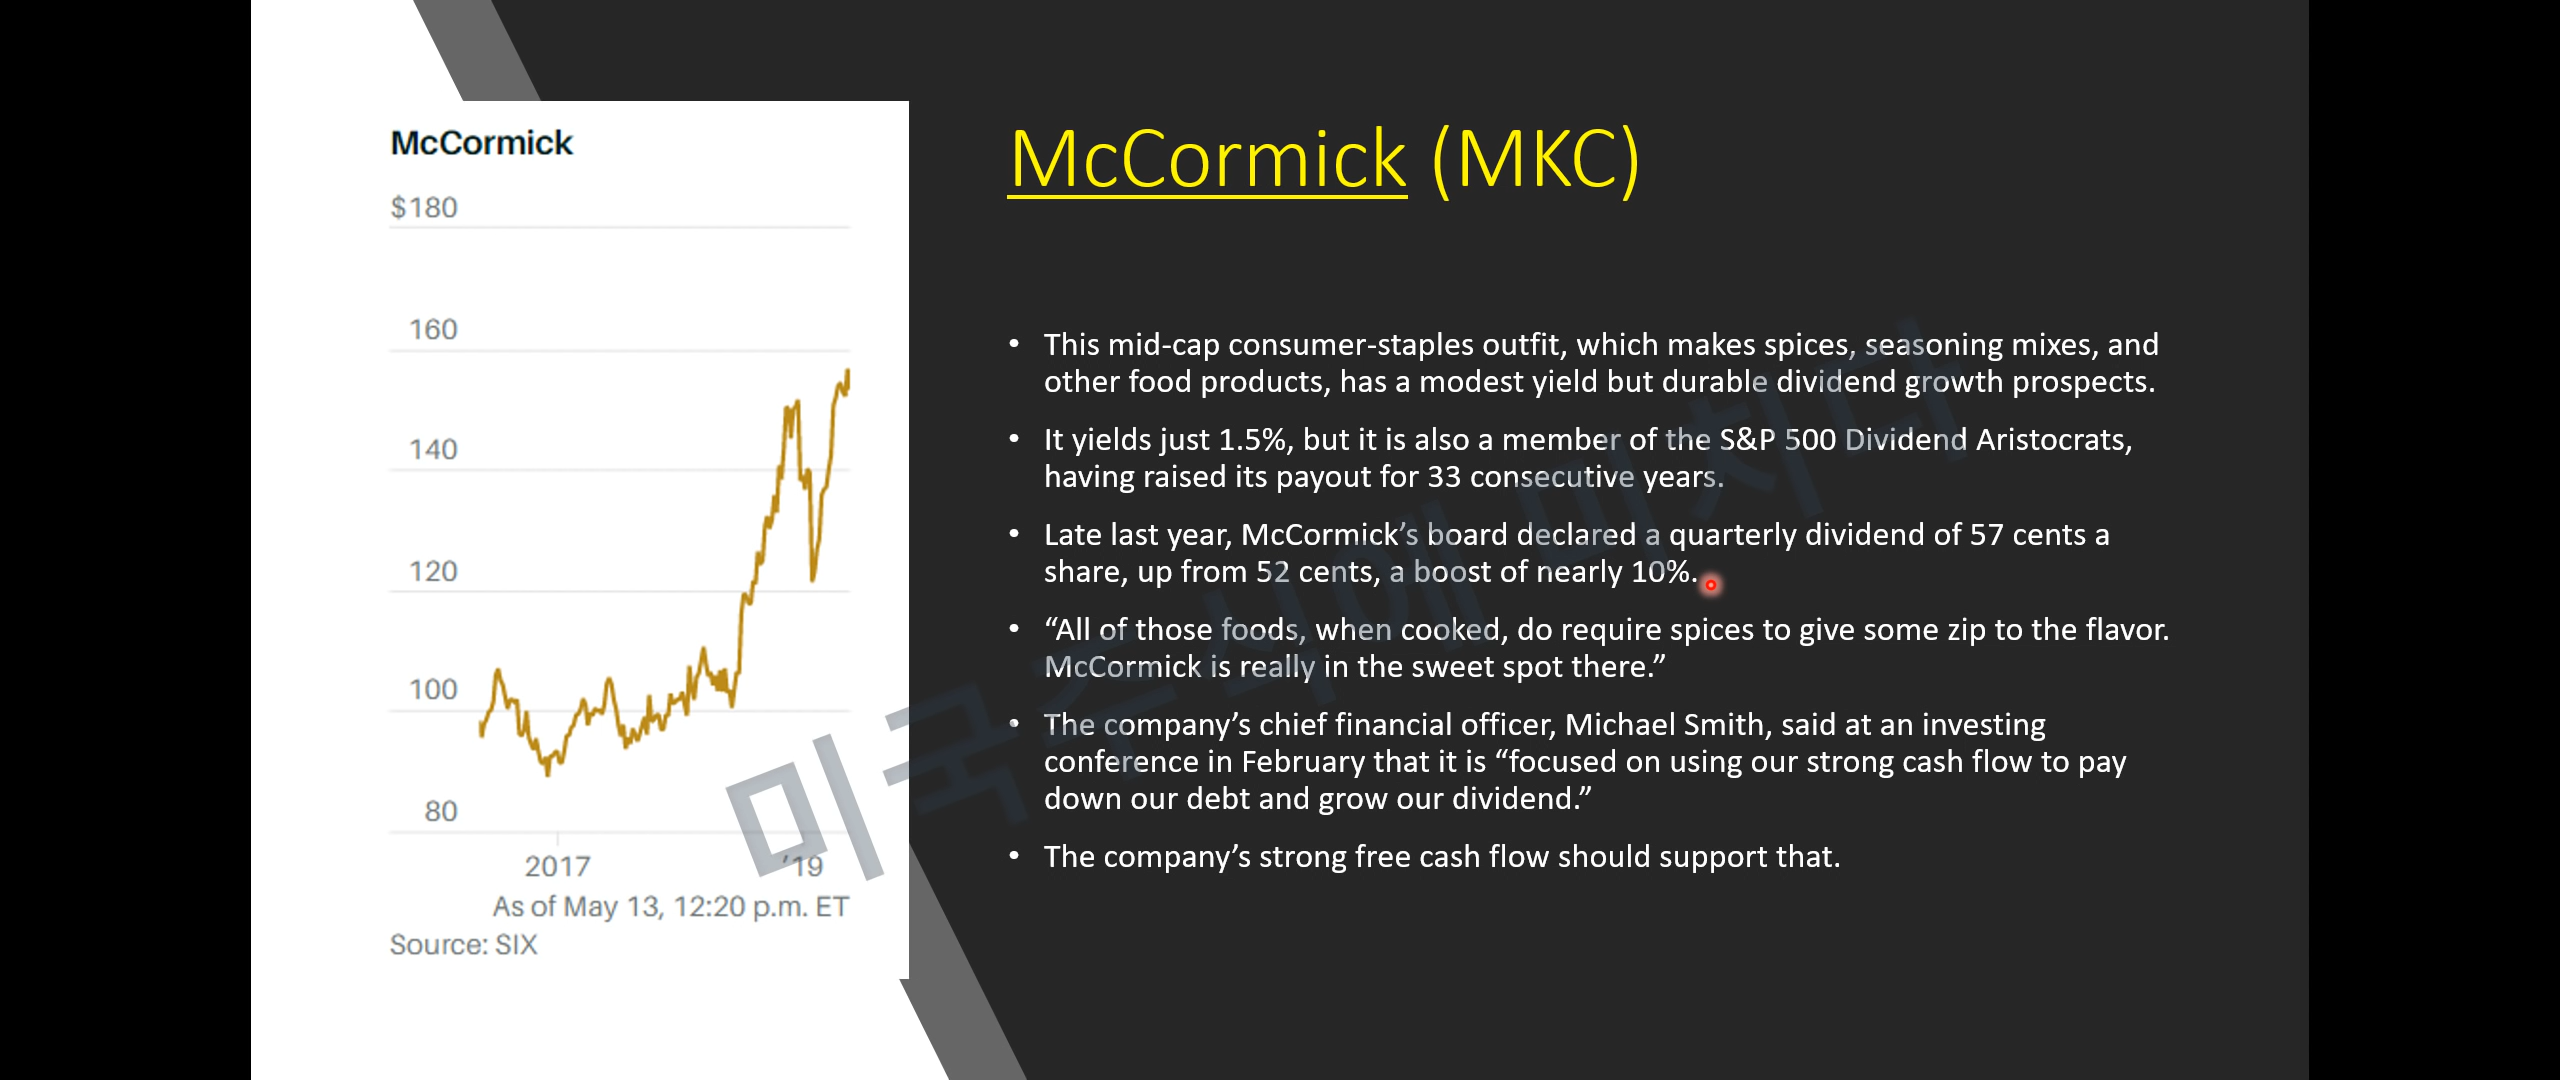 McCormick
$180
160
140
120
100
80
2017
'19
As of May 13, 12:20 p.m. ET
Source: SIX
McCormick (MKC)
• This mid-cap consumer-staples outfit, which makes spices, seasoning mixes, and
other food products, has a modest yield but durable dividend growth prospects.
• It yields just 1.5%, but it is also a member of the S&P 500 Dividend Aristocrats,
having raised its payout for 33 consecutive years.
• Late last year, McCormick’s board declared a quarterly dividend of 57 cents a
share, up from 52 cents, a boost of nearly 10%.
• “All of those foods, when cooked, do require spices to give some zip to the flavor.
McCormick is really in the sweet spot there.”
• The company’s chief financial officer, Michael Smith, said at an investing
conference in February that it is “focused on using our strong cash flow to pay
down our debt and grow our dividend.”
• The company’s strong free cash flow should support that.
미국주식에 미치다